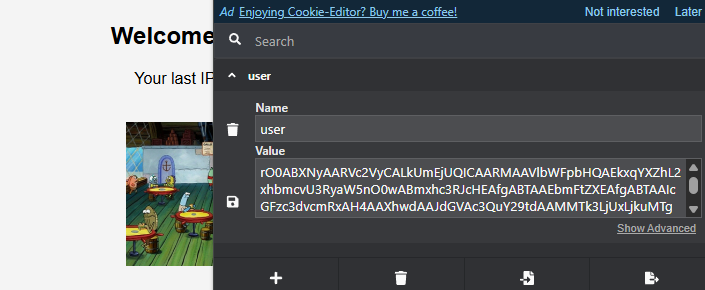 Ad Enjoying Cookie-Editor? Buy me a coffee! Not interested Later
Welcome
Search
Your last IP
user
Name
user
Value
rO0ABXNyAARVc2VyCALkUmEjUQICAARMAAVlbWFpbHQAEkxqYXZhL2
xhbmcvU3RyaW5nO0wABmxhc3RJcHEAfgABTAAEbmFtZXEAfgABTAAIc
GFzc3dvcmRxAH4AAXhwdAAJdGVAc3QuY29tdAAMMTk3LjUxLjkuMTg
Show Advanced